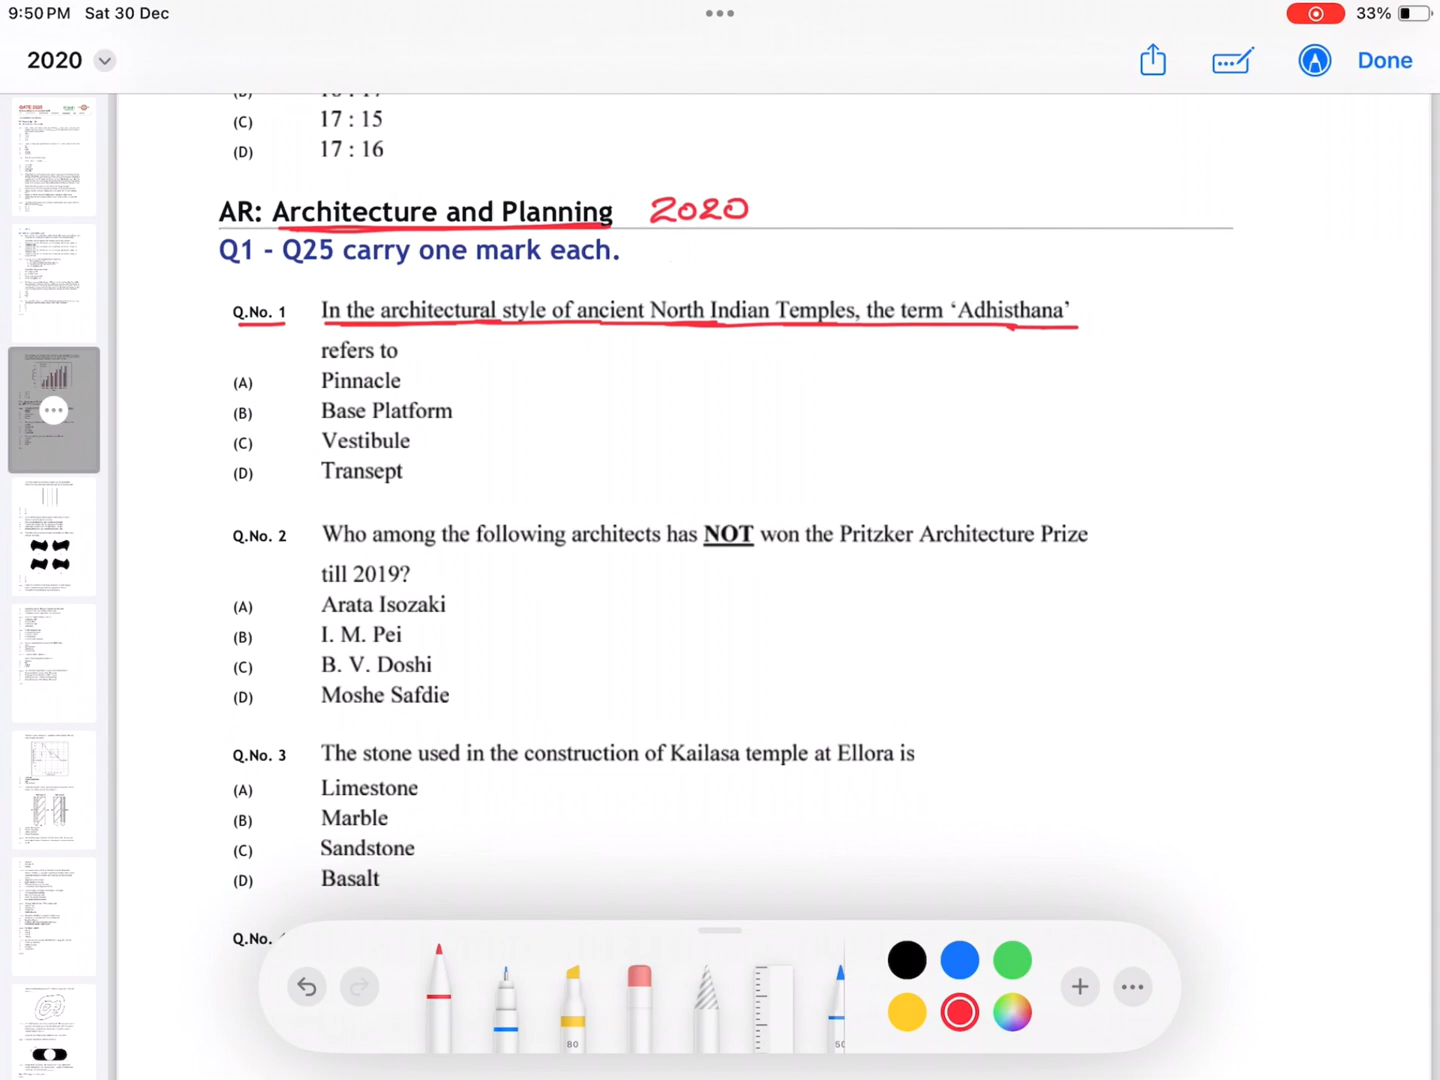 9:50 PM Sat 30 Dec
33%
2020
Done
(C) 17 : 15
(D) 17 : 16
AR: Architecture and Planning 2020
Q1 - Q25 carry one mark each.
Q.No. 1 In the architectural style of ancient North Indian Temples, the term ‘Adhisthana’
refers to
(A) Pinnacle
(B) Base Platform
(C) Vestibule
(D) Transept
Q.No. 2 Who among the following architects has NOT won the Pritzker Architecture Prize
till 2019?
(A) Arata Isozaki
(B) I. M. Pei
(C) B. V. Doshi
(D) Moshe Safdie
Q.No. 3 The stone used in the construction of Kailasa temple at Ellora is
(A) Limestone
(B) Marble
(C) Sandstone
(D) Basalt
Q.No.
80
50